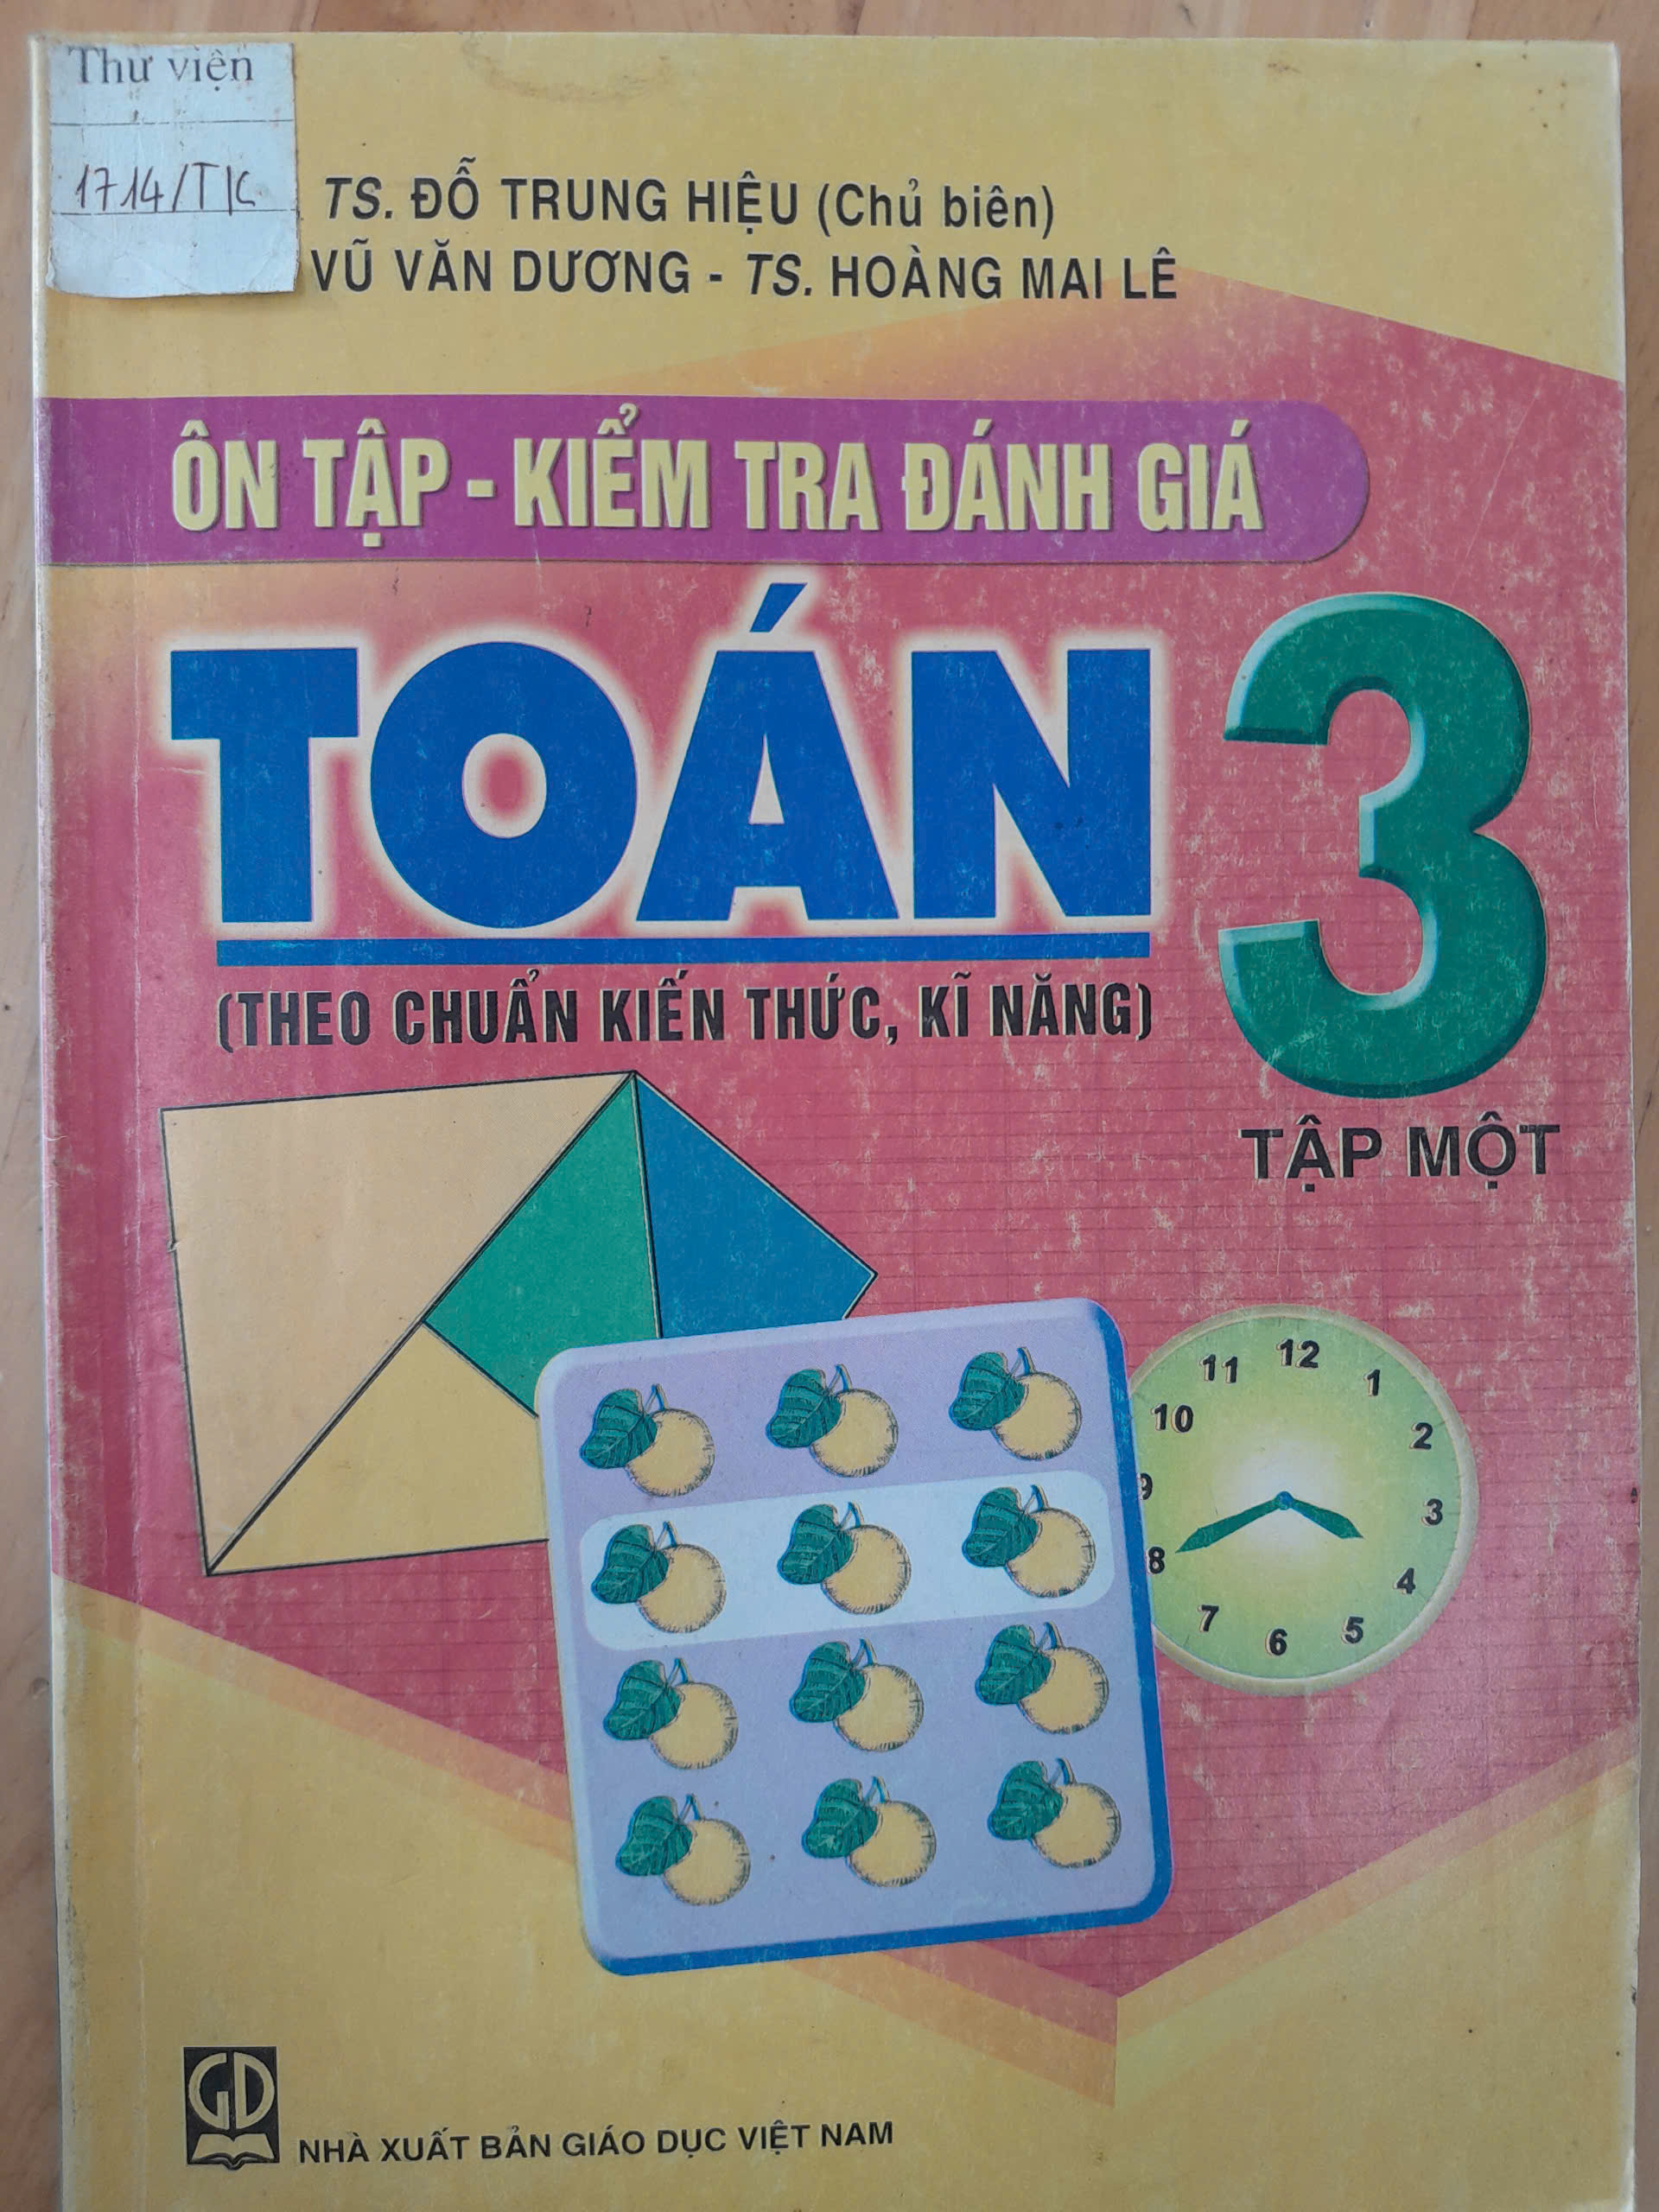 Thư viện
1714/TK
TS. ĐỖ TRUNG HIỆU (Chủ biên)
VŨ VĂN DƯƠNG - TS. HOÀNG MAI LÊ
ÔN TẬP - KIỂM TRA ĐÁNH GIÁ
TOÁN 3
(THEO CHUẨN KIẾN THỨC, KĨ NĂNG)
TẬP MỘT
12
11
1
10
2
9
3
8
4
7
5
6
GD
NHÀ XUẤT BẢN GIÁO DỤC VIỆT NAM